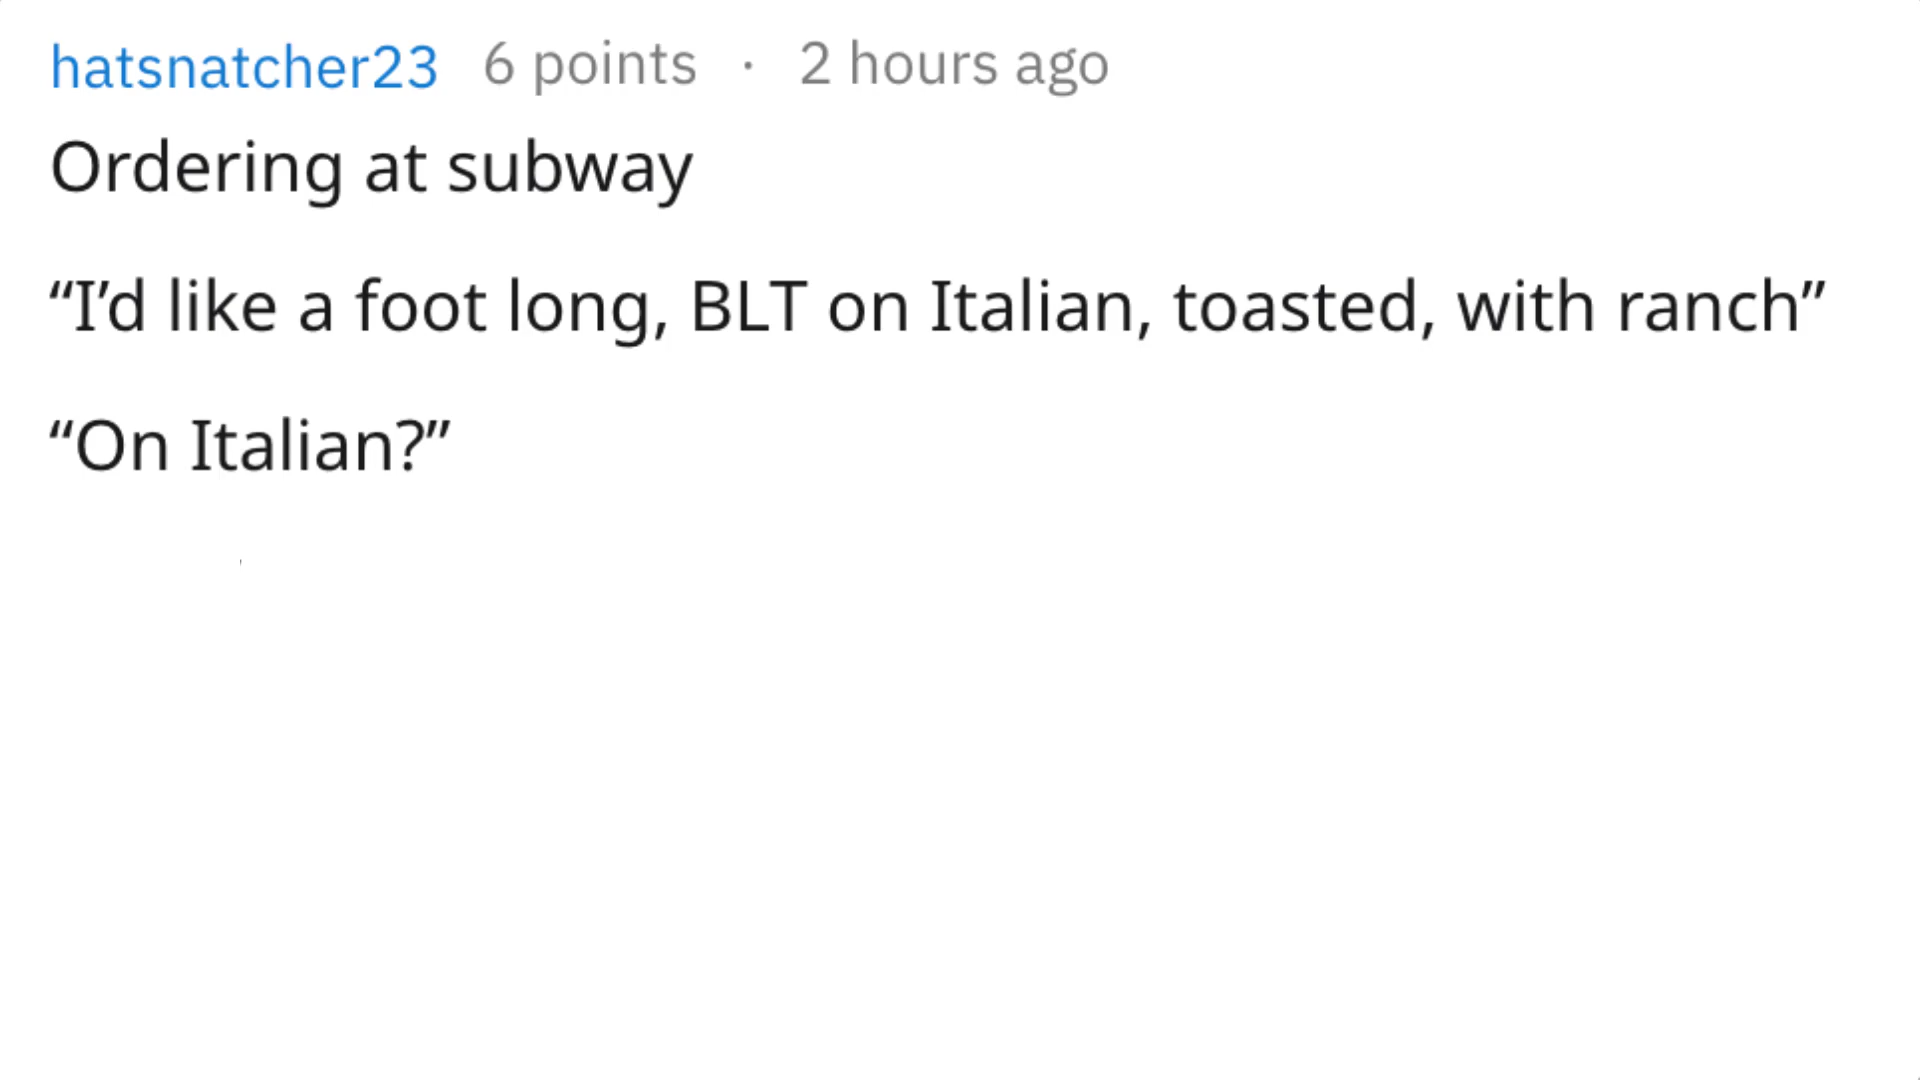 hatsnatcher23 6 points · 2 hours ago
Ordering at subway
“I’d like a foot long, BLT on Italian, toasted, with ranch”
“On Italian?”